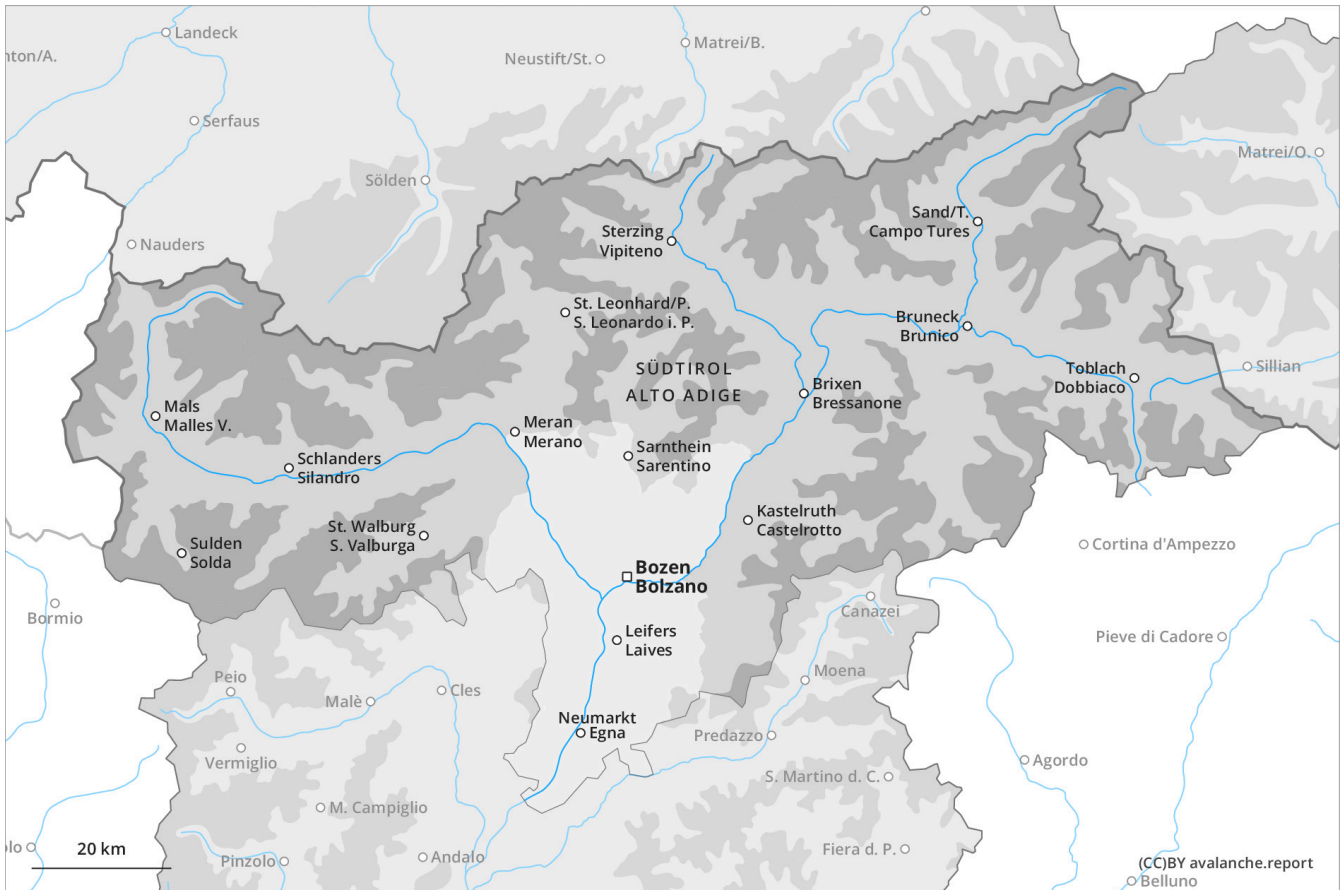 Landeck
nton/A.
Matrei/B.
Neustift/St.
Serfaus
Matrei/O.
Sölden
Sand/T.
Campo Tures
Sterzing
Vipiteno
Nauders
St. Leonhard/P.
S. Leonardo i. P.
Bruneck
Brunico
SÜDTIROL
ALTO ADIGE
Toblach
Dobbiaco
Sillian
Brixen
Bressanone
Mals
Malles V.
Meran
Merano
Sarnthein
Sarentino
Schlanders
Silandro
Kastelruth
Castelrotto
St. Walburg
S. Valburga
Sulden
Solda
Cortina d'Ampezzo
Bozen
Bolzano
Bormio
Canazei
Leifers
Laives
Pieve di Cadore
Peio
Moena
Malè
Cles
Neumarkt
Egna
Predazzo
Vermiglio
Agordo
S. Martino d. C.
M. Campiglio
olo
20 km
Pinzolo
Andalo
Fiera d. P.
(CC)BY avalanche.report
Belluno